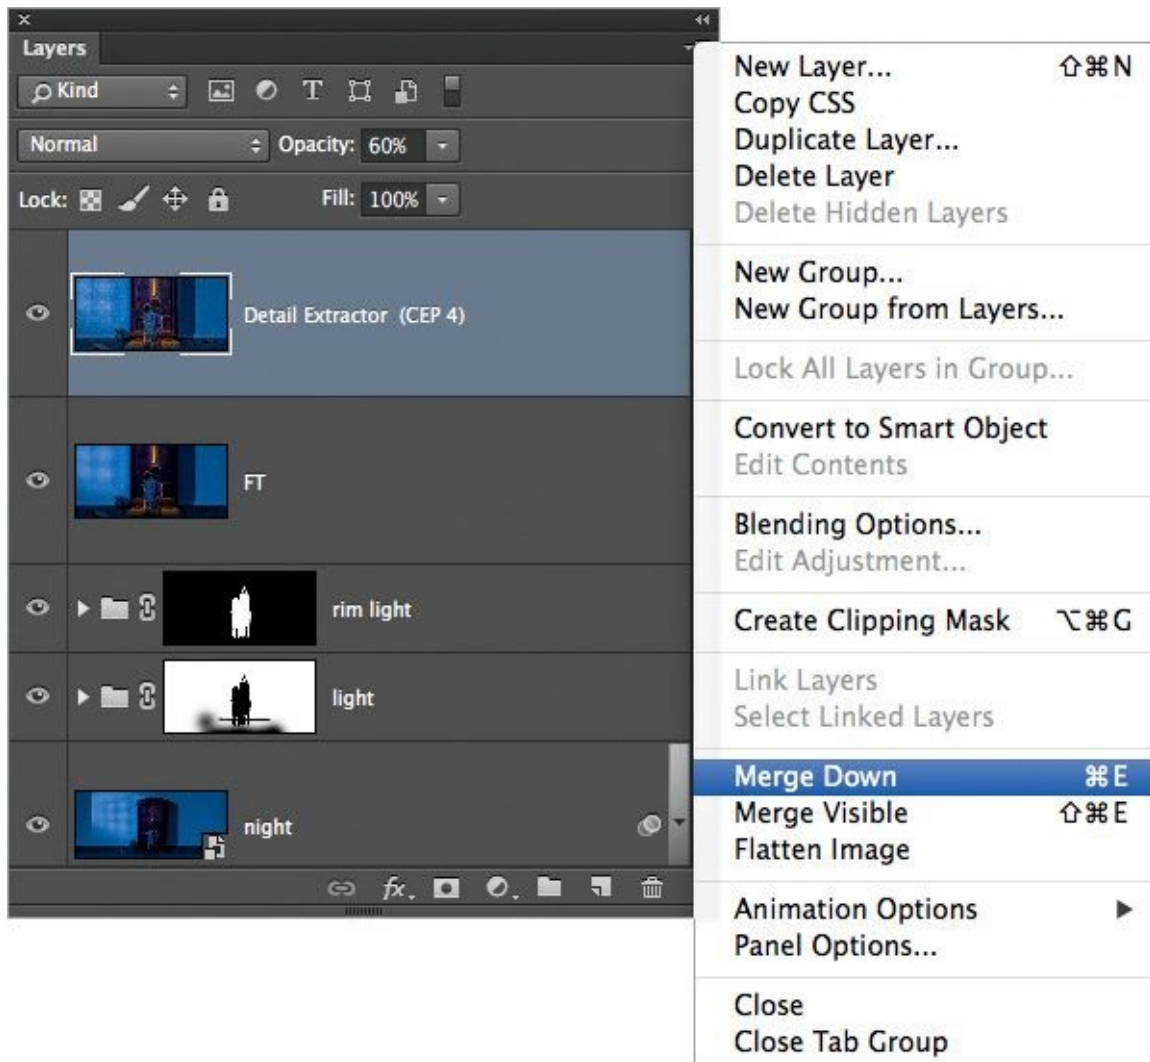 Layers
Kind
Normal
Opacity: 60%
Lock:
Fill: 100%
Detail Extractor (CEP 4)
FT
rim light
light
night
fx
New Layer... ⇧⌘N
Copy CSS
Duplicate Layer...
Delete Layer
Delete Hidden Layers
New Group...
New Group from Layers...
Lock All Layers in Group...
Convert to Smart Object
Edit Contents
Blending Options...
Edit Adjustment...
Create Clipping Mask ⌥⌘G
Link Layers
Select Linked Layers
Merge Down ⌘E
Merge Visible ⇧⌘E
Flatten Image
Animation Options
Panel Options...
Close
Close Tab Group